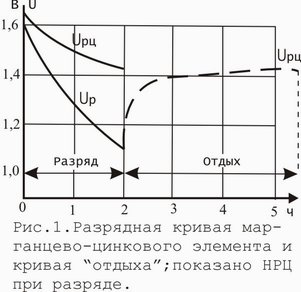 В U
1,6
Uрц
1,4
Uрц
Uр
1,2
1,0
Разряд
Отдых
0 1 2 3 4 5 ч
Рис.1.Разрядная кривая мар-
ганцево-цинкового элемента и
кривая “отдыха”;показано НРЦ
при разряде.